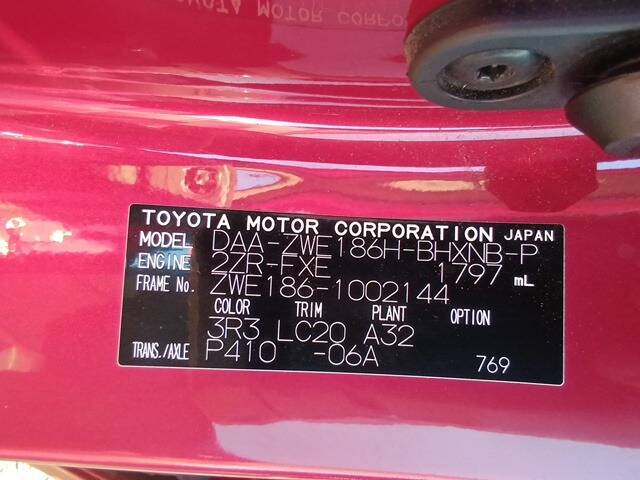 TOYOTA MOTOR CORPORATION JAPAN
MODEL DAA-ZWE186H-BHXNB-P
ENGINE 2ZR-FXE 1797 mL
FRAME No. ZWE186-1002144
COLOR TRIM PLANT OPTION
3R3 LC20 A32
TRANS./AXLE P410 -06A 769